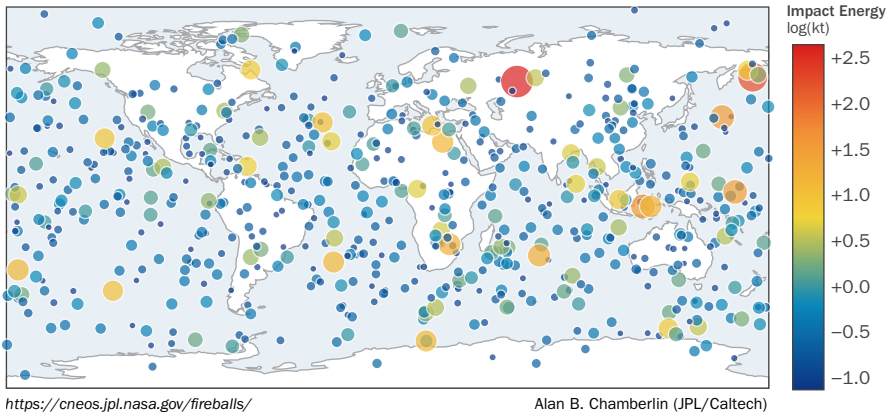 Impact Energy
log(kt)
+2.5
+2.0
+1.5
+1.0
+0.5
+0.0
−0.5
−1.0
https://cneos.jpl.nasa.gov/fireballs/
Alan B. Chamberlin (JPL/Caltech)